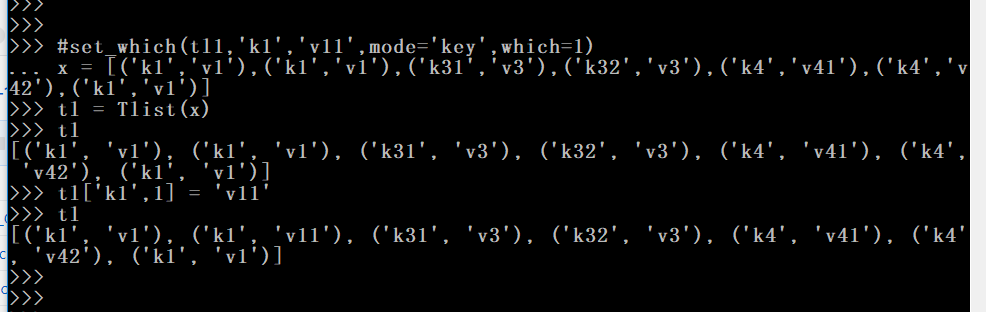 >>>
>>>
>>> #set_which(tl1,'k1','v11',mode='key',which=1)
... x = [('k1','v1'),('k1','v1'),('k31','v3'),('k32','v3'),('k4','v41'),('k4','v
42'),('k1','v1')]
>>> tl = Tlist(x)
>>> tl
[('k1', 'v1'), ('k1', 'v1'), ('k31', 'v3'), ('k32', 'v3'), ('k4', 'v41'), ('k4',
 'v42'), ('k1', 'v1')]
>>> tl['k1',1] = 'v11'
>>> tl
[('k1', 'v1'), ('k1', 'v11'), ('k31', 'v3'), ('k32', 'v3'), ('k4', 'v41'), ('k4'
, 'v42'), ('k1', 'v1')]
>>>
>>>